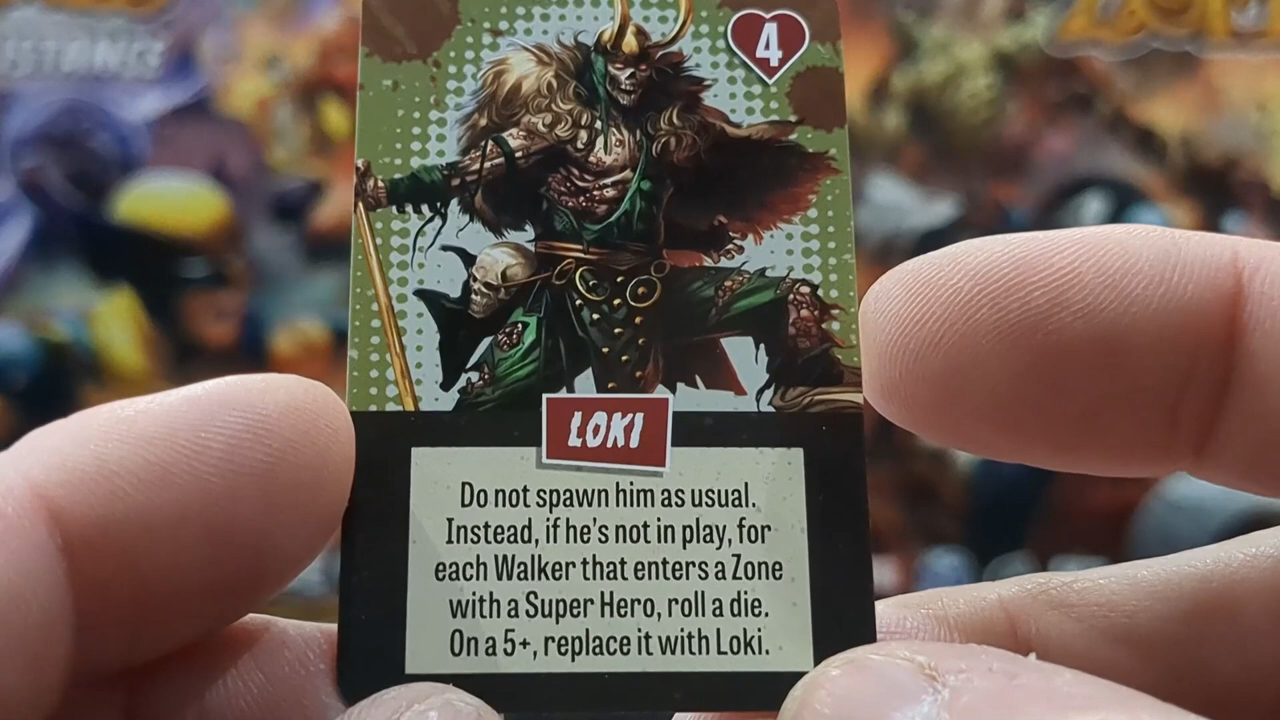 4
LOKI
Do not spawn him as usual.
Instead, if he's not in play, for
each Walker that enters a Zone
with a Super Hero, roll a die.
On a 5+, replace it with Loki.